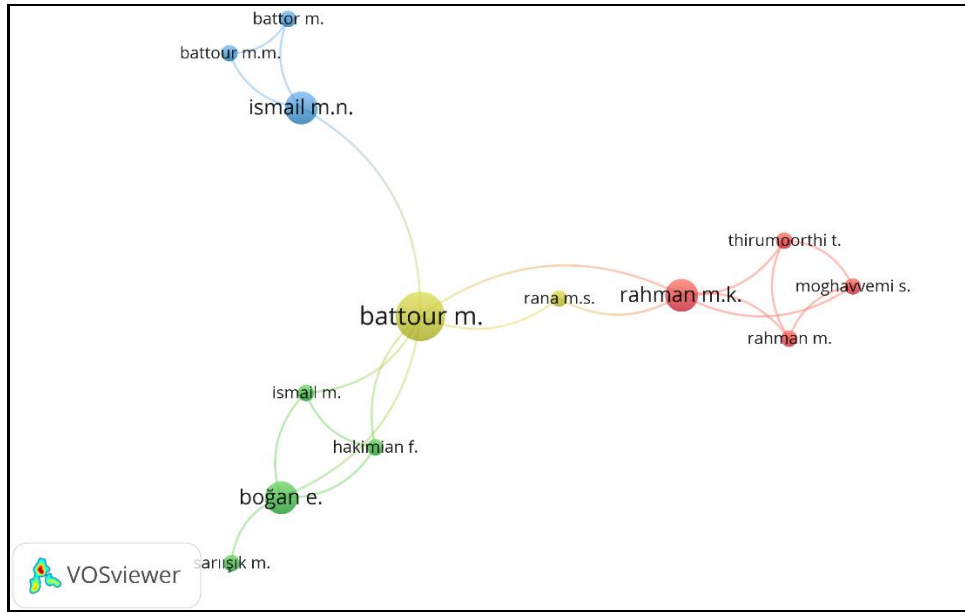 battor m.
battour m.m.
ismail m.n.
thirumoorthi t.
moghavvemi s.
rana m.s.
rahman m.k.
battour m.
rahman m.
ismail m.
hakimian f.
boğan e.
sarıışık m.
VOSviewer